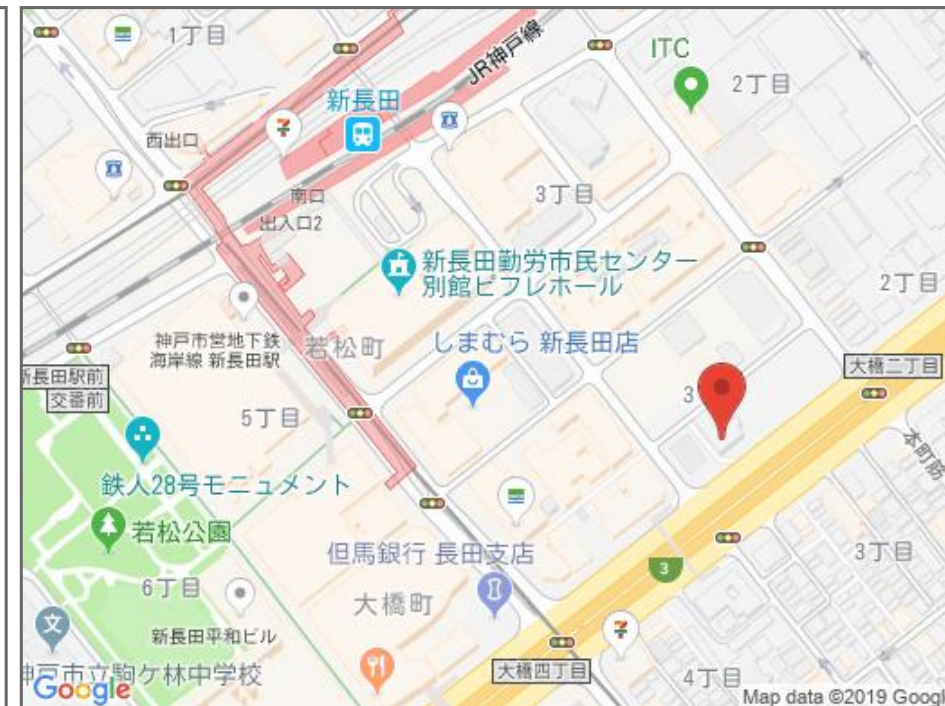 1丁目
JR神戸線
ITC
2丁目
新長田
西出口
南口
出入口2
3丁目
新長田勤労市民センター
別館ピフレホール
2丁目
神戸市営地下鉄
海岸線 新長田駅
若松町
しまむら 新長田店
新長田駅前
交番前
5丁目
3
大橋二丁目
本町筋
鉄人28号モニュメント
若松公園
但馬銀行 長田支店
3
3丁目
6丁目
大橋町
新長田平和ビル
神戸市立駒ケ林中学校
大橋四丁目
4丁目
Google
Map data ©2019 Googl